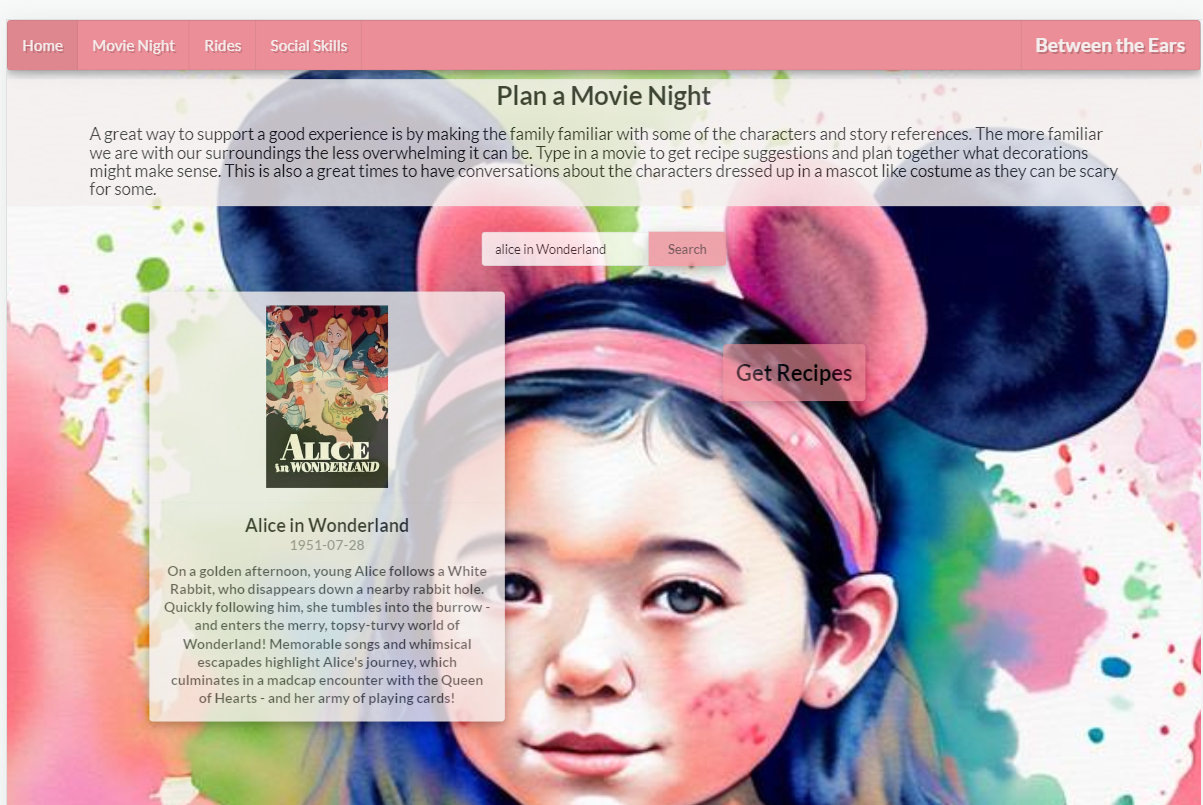 Home Movie Night Rides Social Skills Between the Ears
Plan a Movie Night
A great way to support a good experience is by making the family familiar with some of the characters and story references. The more familiar
we are with our surroundings the less overwhelming it can be. Type in a movie to get recipe suggestions and plan together what decorations
might make sense. This is also a great times to have conversations about the characters dressed up in a mascot like costume as they can be scary
for some.
alice in Wonderland Search
ALICE
in WONDERLAND
Get Recipes
Alice in Wonderland
1951-07-28
On a golden afternoon, young Alice follows a White
Rabbit, who disappears down a nearby rabbit hole.
Quickly following him, she tumbles into the burrow -
and enters the merry, topsy-turvy world of
Wonderland! Memorable songs and whimsical
escapades highlight Alice's journey, which
culminates in a madcap encounter with the Queen
of Hearts - and her army of playing cards!